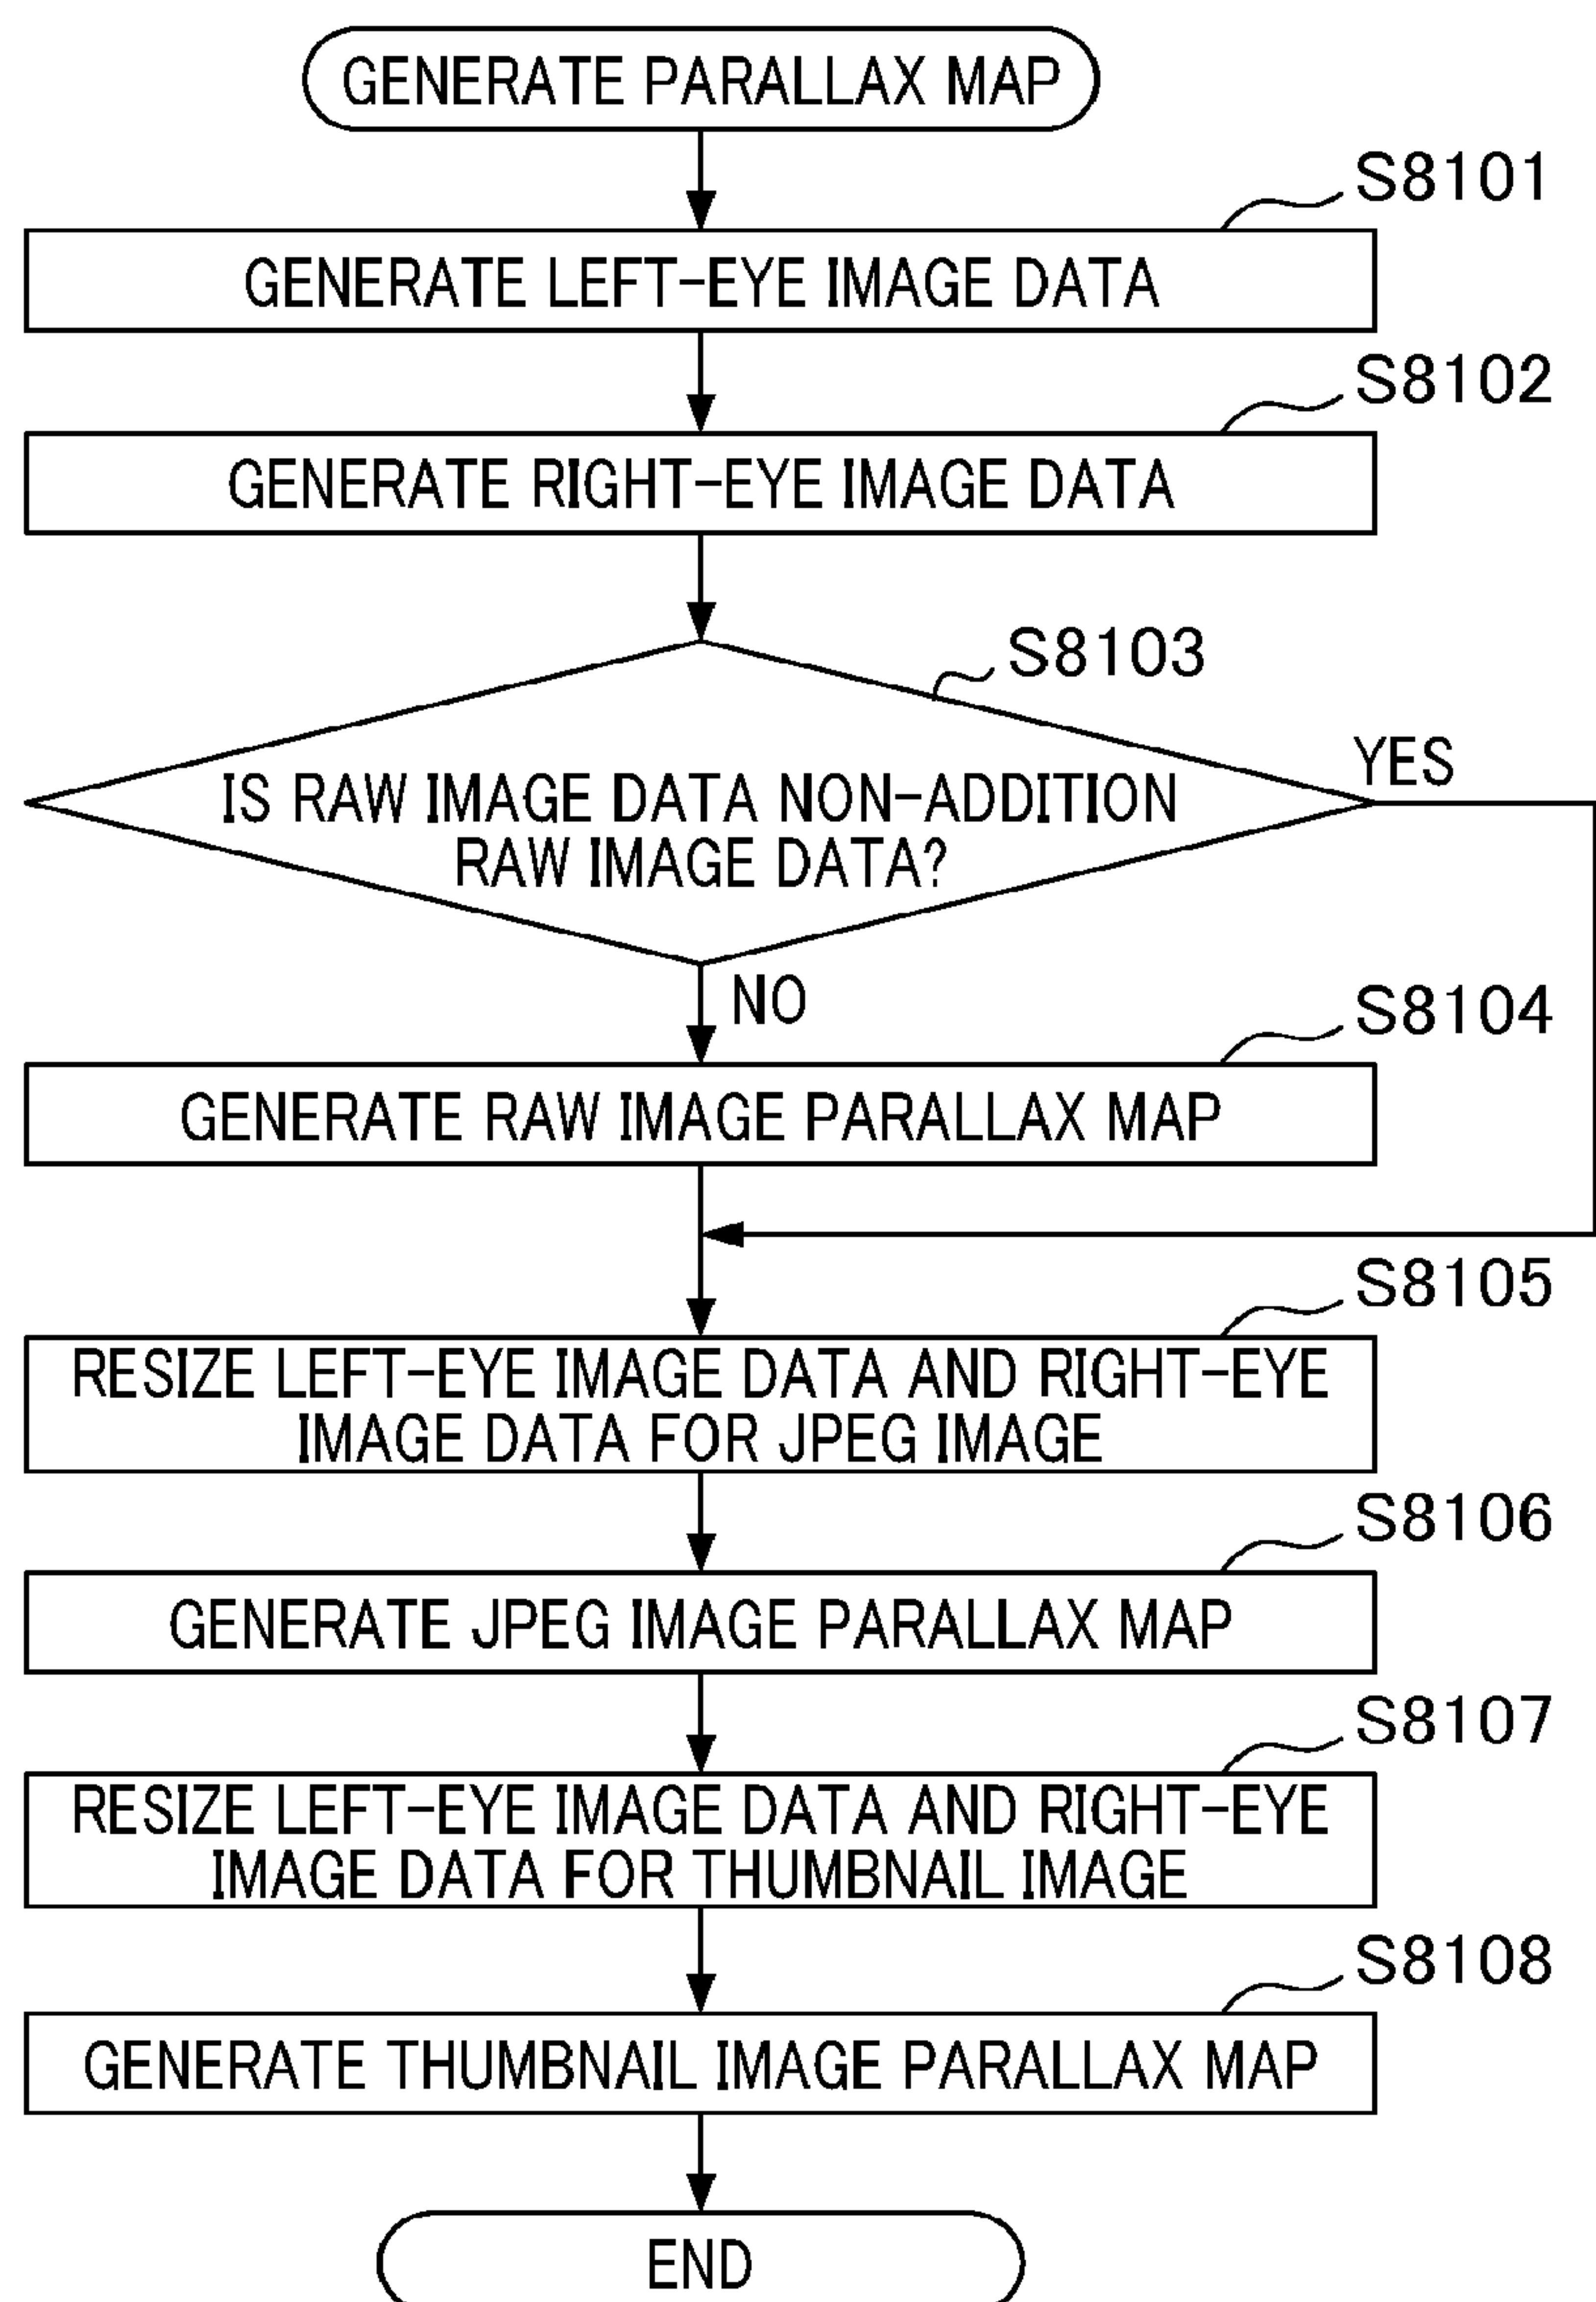 GENERATE PARALLAX MAP
S8101
GENERATE LEFT-EYE IMAGE DATA
S8102
GENERATE RIGHT-EYE IMAGE DATA
S8103
YES
IS RAW IMAGE DATA NON-ADDITION
RAW IMAGE DATA?
NO
S8104
GENERATE RAW IMAGE PARALLAX MAP
S8105
RESIZE LEFT-EYE IMAGE DATA AND RIGHT-EYE
IMAGE DATA FOR JPEG IMAGE
S8106
GENERATE JPEG IMAGE PARALLAX MAP
S8107
RESIZE LEFT-EYE IMAGE DATA AND RIGHT-EYE
IMAGE DATA FOR THUMBNAIL IMAGE
S8108
GENERATE THUMBNAIL IMAGE PARALLAX MAP
END